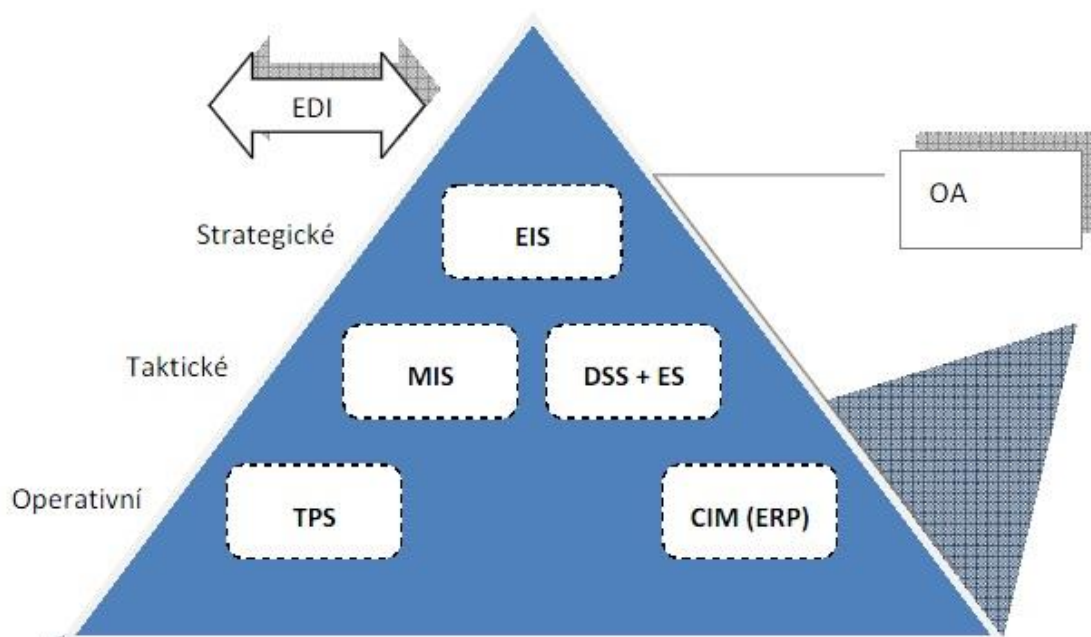 EDI
OA
Strategické
EIS
Taktické
MIS
DSS + ES
Operativní
TPS
CIM (ERP)